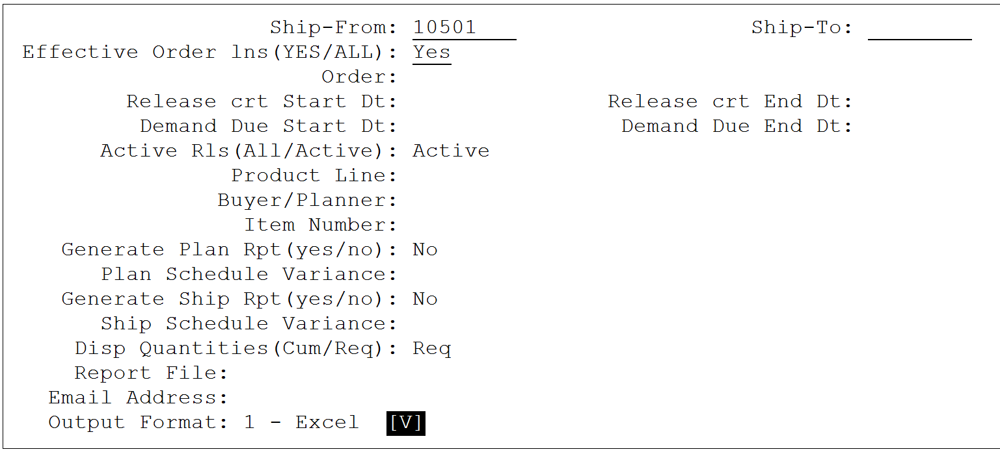 Ship-From: 10501 Ship-To:
Effective Order lns(YES/ALL): Yes
Order:
Release crt Start Dt: Release crt End Dt:
Demand Due Start Dt: Demand Due End Dt:
Active Rls(All/Active): Active
Product Line:
Buyer/Planner:
Item Number:
Generate Plan Rpt(yes/no): No
Plan Schedule Variance:
Generate Ship Rpt(yes/no): No
Ship Schedule Variance:
Disp Quantities(Cum/Req): Req
Report File:
Email Address:
Output Format: 1 - Excel [V]